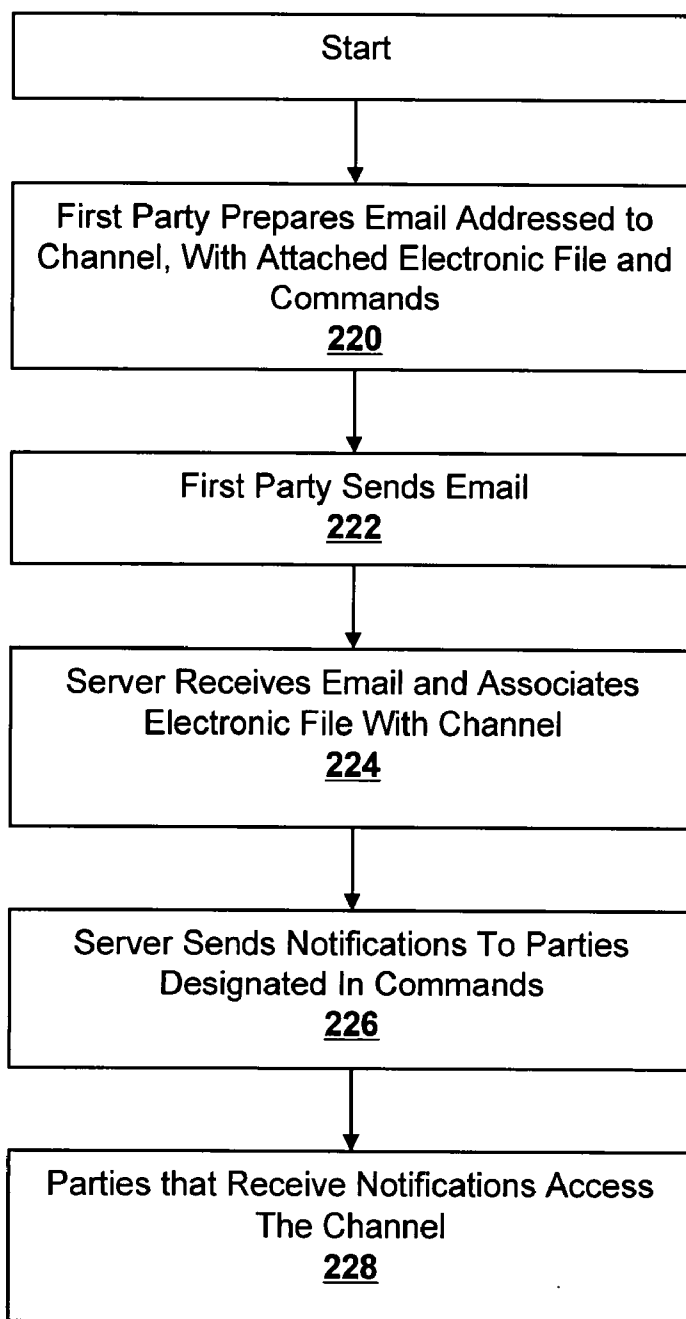 Start
First Party Prepares Email Addressed to
Channel, With Attached Electronic File and
Commands
220
First Party Sends Email
222
Server Receives Email and Associates
Electronic File With Channel
224
Server Sends Notifications To Parties
Designated In Commands
226
Parties that Receive Notifications Access
The Channel
228